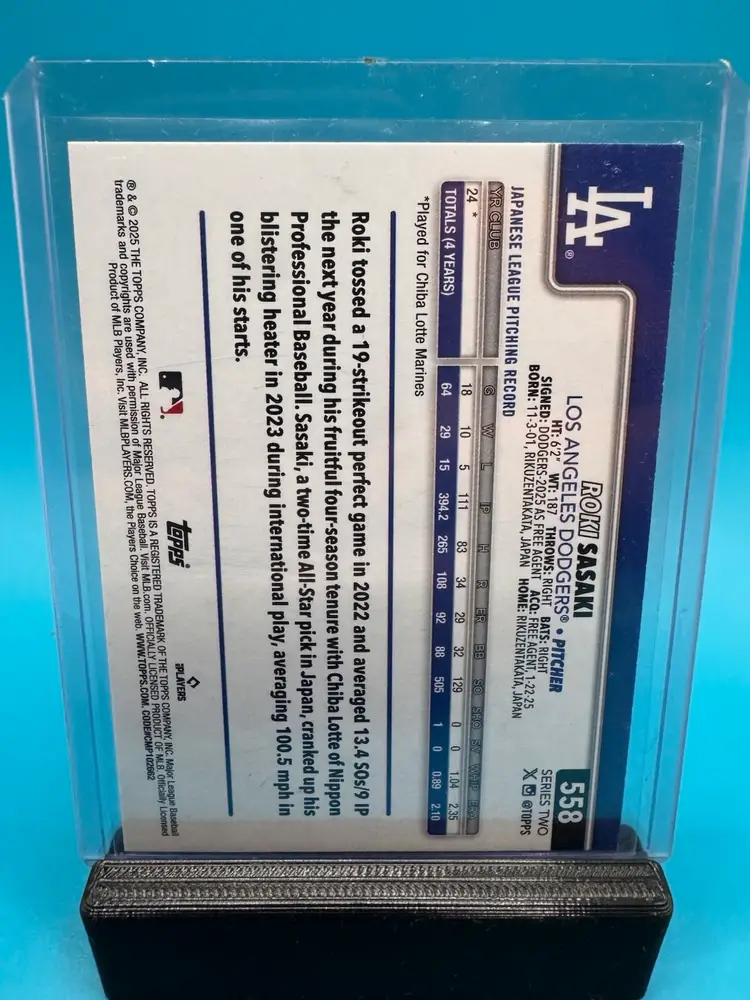 LA
®
558
SERIES TWO
@TOPPS
ROKI SASAKI
LOS ANGELES DODGERS® • PITCHER
HT: 6'2" WT: 187 THROWS: RIGHT BATS: RIGHT
SIGNED: DODGERS-2025 AS FREE AGENT ACQ: FREE AGENT 1-22-25
BORN: 11-3-01, RIKUZENTAKATA, JAPAN HOME: RIKUZENTAKATA, JAPAN
JAPANESE LEAGUE PITCHING RECORD
YR CLUB G W L IP H R ER BB SO SHO SV WHIP ERA
24 * 18 10 5 111 83 34 29 32 129 0 0 1.04 2.35
TOTALS (4 YEARS) 64 29 15 394.2 265 108 92 88 505 1 0 0.89 2.10
*Played for Chiba Lotte Marines
Roki tossed a 19-strikeout perfect game in 2022 and averaged 13.4 SOs/9 IP
the next year during his fruitful four-season tenure with Chiba Lotte of Nippon
Professional Baseball. Sasaki, a two-time All-Star pick in Japan, cranked up his
blistering heater in 2023 during international play, averaging 100.5 mph in
one of his starts.
topps
PLAYERS
® & © 2025 THE TOPPS COMPANY, INC. ALL RIGHTS RESERVED. TOPPS IS A REGISTERED TRADEMARK OF THE TOPPS COMPANY, INC. Major League Baseball
trademarks and copyrights are used with permission of Major League Baseball. Visit MLB.com. OFFICIALLY LICENSED PRODUCT OF MLB. Officially Licensed
Product of MLB Players, Inc. Visit MLBPLAYERS.COM, the Players Choice on the web. WWW.TOPPS.COM. CODE#CMP102662